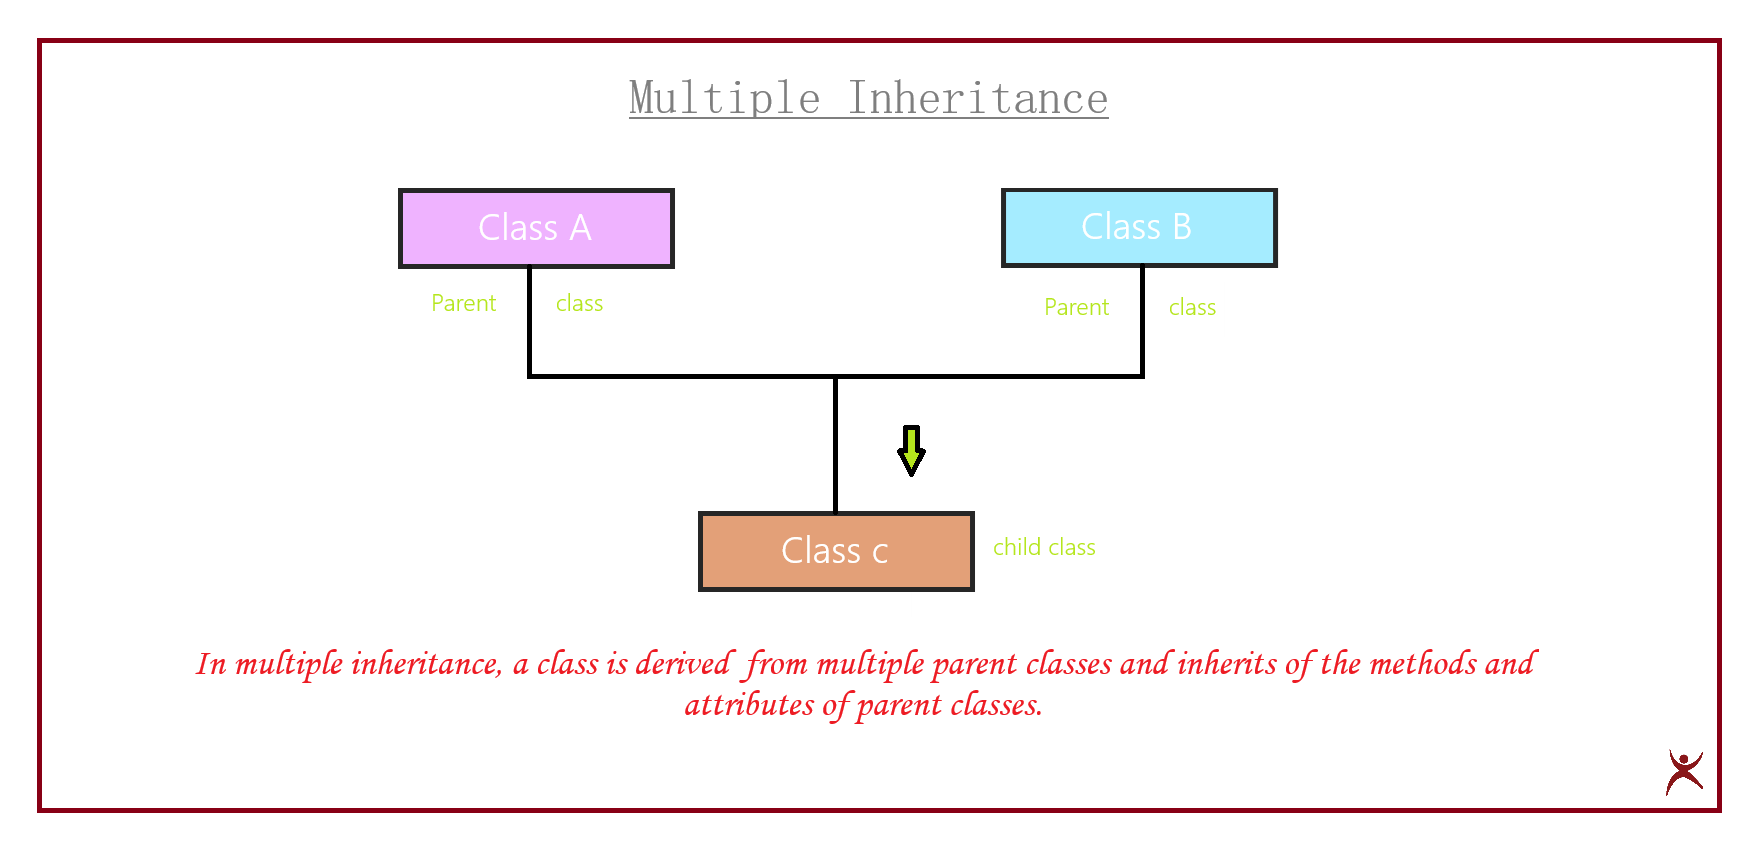 Multiple Inheritance
Class A
Class B
Parent class
Parent class
Class c
child class
In multiple inheritance, a class is derived from multiple parent classes and inherits of the methods and
attributes of parent classes.